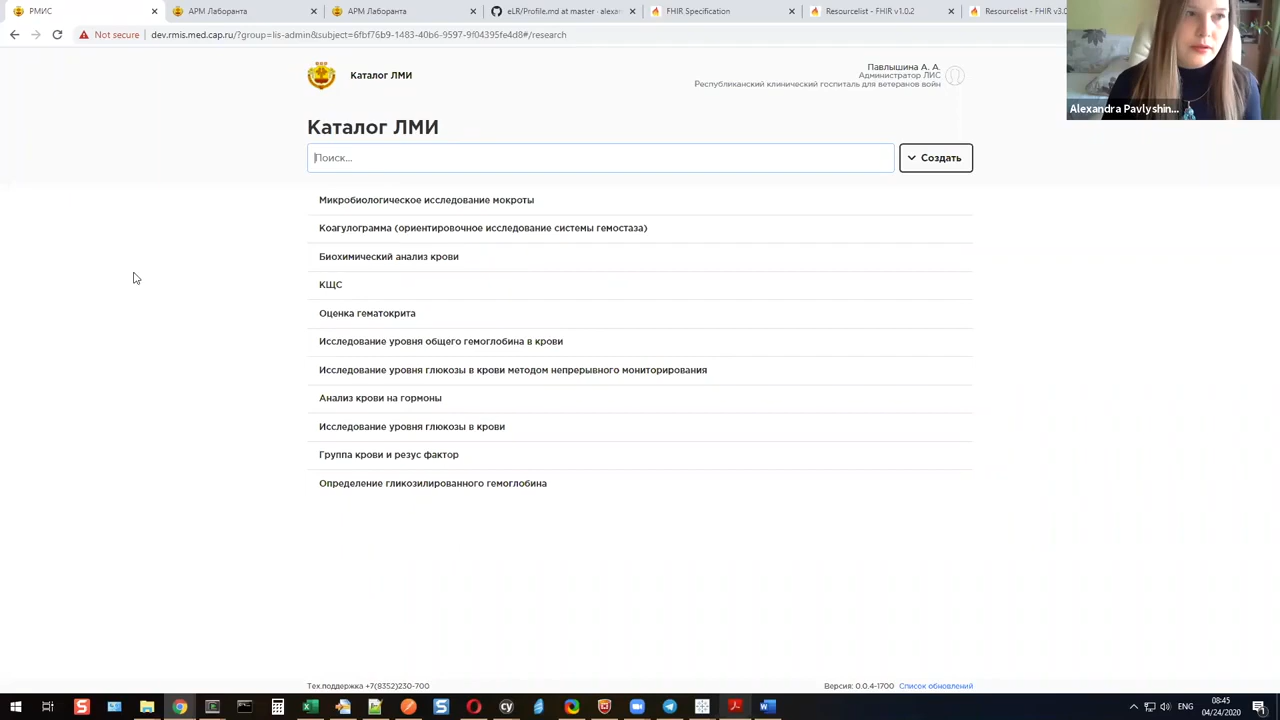 РМИС
АРМ Лаборанта
АРМ Лаборанта
eLR/Profile.md at master · alexa
FHIR Specification
Resourcelist - FHIR v1.0.2
Resourcelist - FHIR v3.0
Not secure
dev.rmis.med.cap.ru/?group=lis-admin&subject=6fbf76b9-1483-40b6-9597-9f04395fe4d8#/research
Alexandra Pavlyshin...
Каталог ЛМИ
Павлышина А. А.
Администратор ЛИС
Республиканский клинический госпиталь для ветеранов войн
Каталог ЛМИ
Поиск...
Создать
Микробиологическое исследование мокроты
Коагулограмма (ориентировочное исследование системы гемостаза)
Биохимический анализ крови
КЩС
Оценка гематокрита
Исследование уровня общего гемоглобина в крови
Исследование уровня глюкозы в крови методом непрерывного мониторирования
Анализ крови на гормоны
Исследование уровня глюкозы в крови
Группа крови и резус фактор
Определение гликозилированного гемоглобина
Тех.поддержка +7(8352)230-700
Версия: 0.0.4-1700 Список обновлений
ENG
08:45
04/24/2020